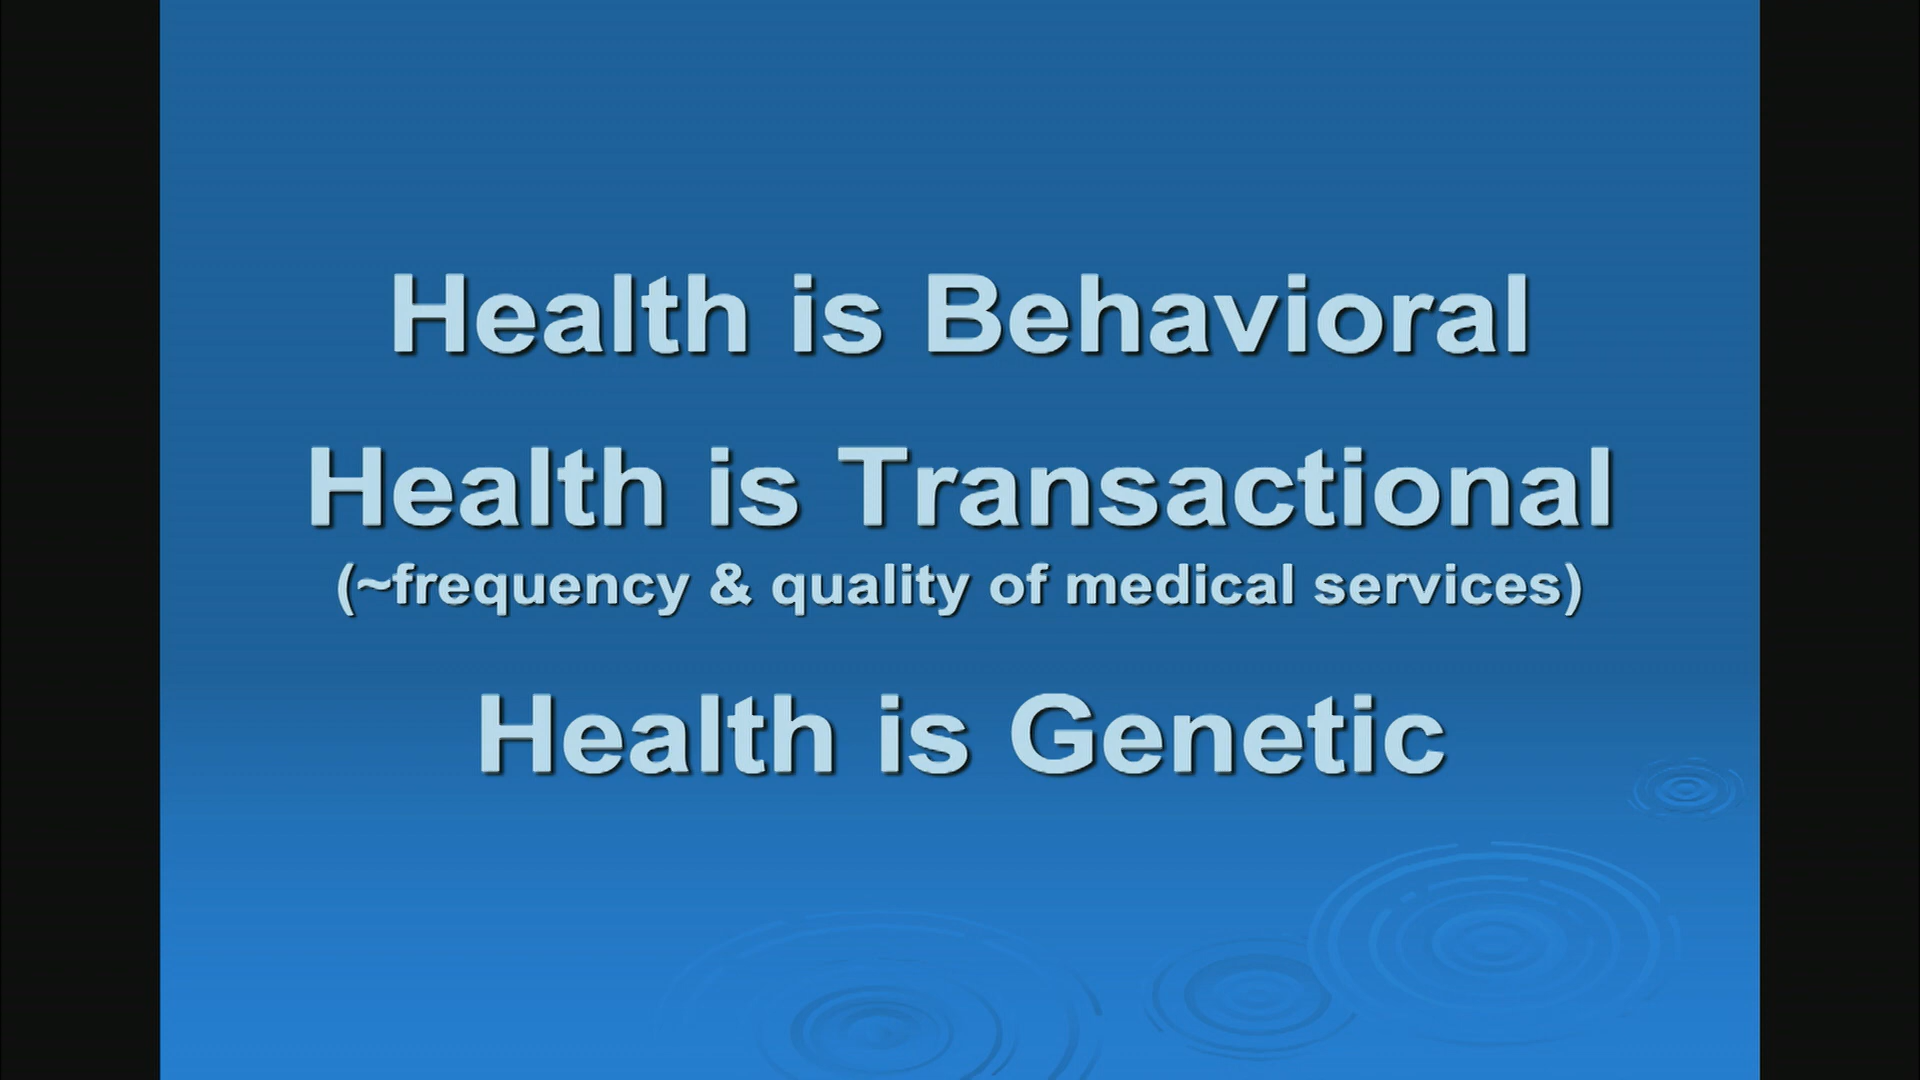 Health is Behavioral
Health is Transactional
(~frequency & quality of medical services)
Health is Genetic